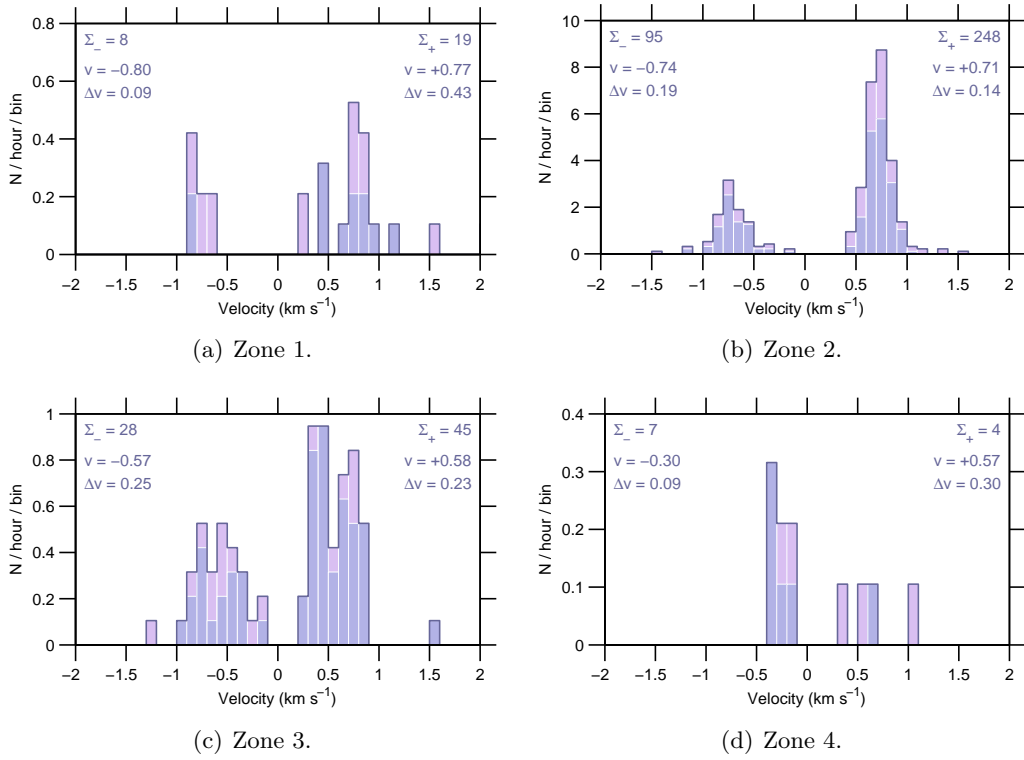 0.8
0.6
0.4
0.2
0
N / hour / bin
Σ− = 8
v = −0.80
Δv = 0.09
Σ+ = 19
v = +0.77
Δv = 0.43
−2 −1.5 −1 −0.5 0 0.5 1 1.5 2
Velocity (km s−1)
(a) Zone 1.
10
8
6
4
2
0
N / hour / bin
Σ− = 95
v = −0.74
Δv = 0.19
Σ+ = 248
v = +0.71
Δv = 0.14
−2 −1.5 −1 −0.5 0 0.5 1 1.5 2
Velocity (km s−1)
(b) Zone 2.
1
0.8
0.6
0.4
0.2
0
N / hour / bin
Σ− = 28
v = −0.57
Δv = 0.25
Σ+ = 45
v = +0.58
Δv = 0.23
−2 −1.5 −1 −0.5 0 0.5 1 1.5 2
Velocity (km s−1)
(c) Zone 3.
0.4
0.3
0.2
0.1
0
N / hour / bin
Σ− = 7
v = −0.30
Δv = 0.09
Σ+ = 4
v = +0.57
Δv = 0.30
−2 −1.5 −1 −0.5 0 0.5 1 1.5 2
Velocity (km s−1)
(d) Zone 4.